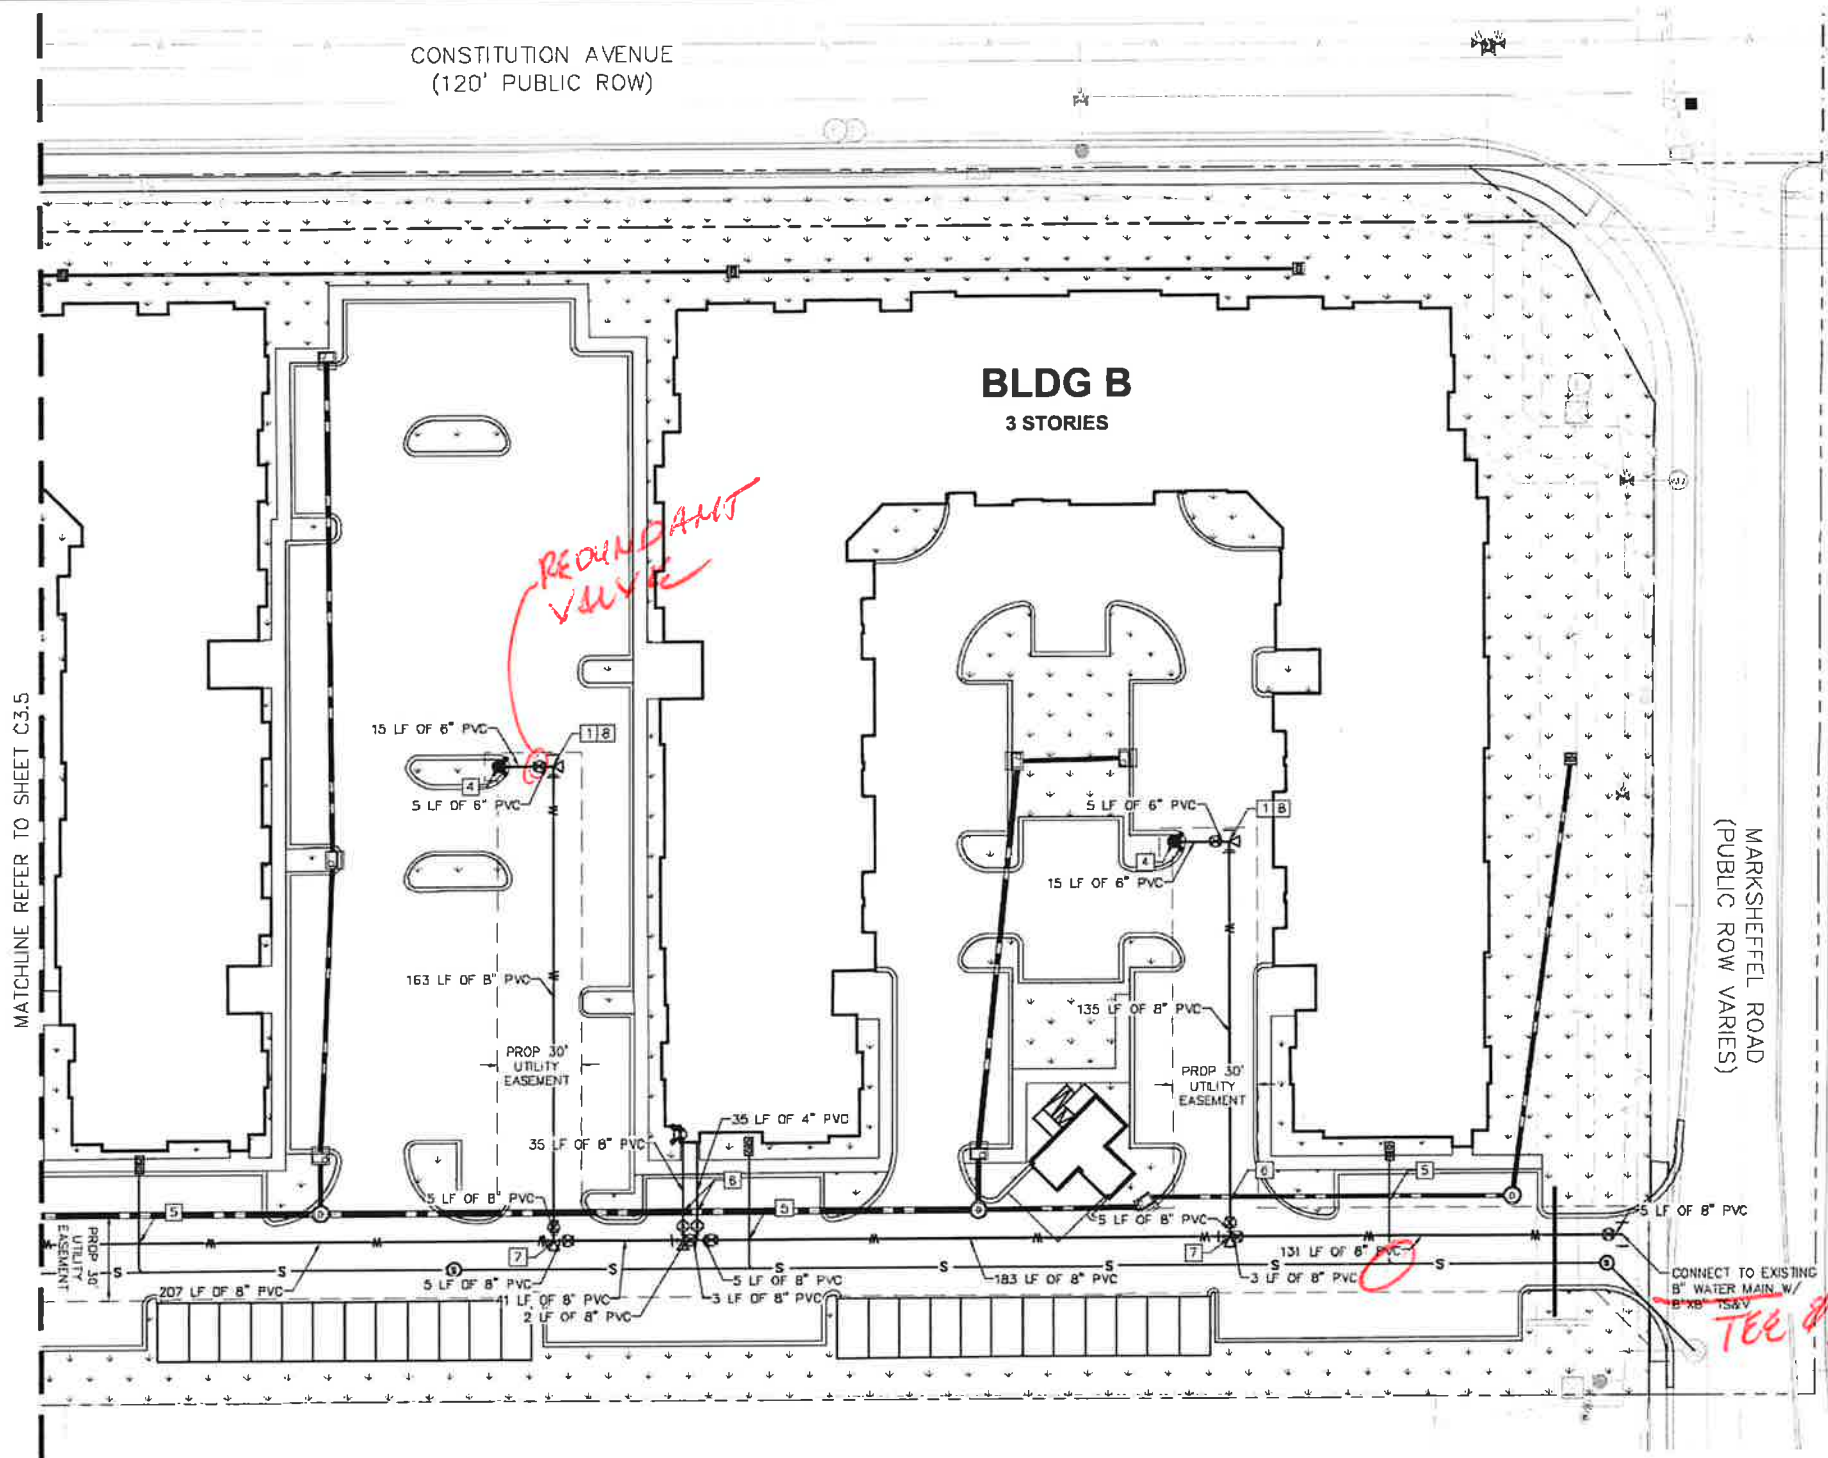 CONSTITUTION AVENUE
(120' PUBLIC ROW)
BLDG B
3 STORIES
REDUNDANT
VALVE
MATCHLINE REFER TO SHEET C3.5
15 LF OF 6" PVC
1 8
4
5 LF OF 6" PVC
5 LF OF 6" PVC
1 8
4
15 LF OF 6" PVC
MARKSHEFFEL ROAD
(PUBLIC ROW VARIES)
163 LF OF 8" PVC
135 LF OF 8" PVC
PROP 30'
UTILITY
EASEMENT
PROP 30'
UTILITY
EASEMENT
35 LF OF 4" PVC
35 LF OF 8" PVC
6
6
5
5 LF OF 8" PVC
5
5
5 LF OF 8" PVC
5 LF OF 8" PVC
PROP 30'
UTILITY
EASEMENT
7
7
131 LF OF 8" PVC
W
W
W
W
W
W
S
S
S
S
S
S
S
S
207 LF OF 8" PVC
5 LF OF 8" PVC
41 LF OF 8" PVC
2 LF OF 8" PVC
5 LF OF 8" PVC
3 LF OF 8" PVC
183 LF OF 8" PVC
3 LF OF 8" PVC
CONNECT TO EXISTING
8" WATER MAIN W/
8"X8" TS&V
TEE